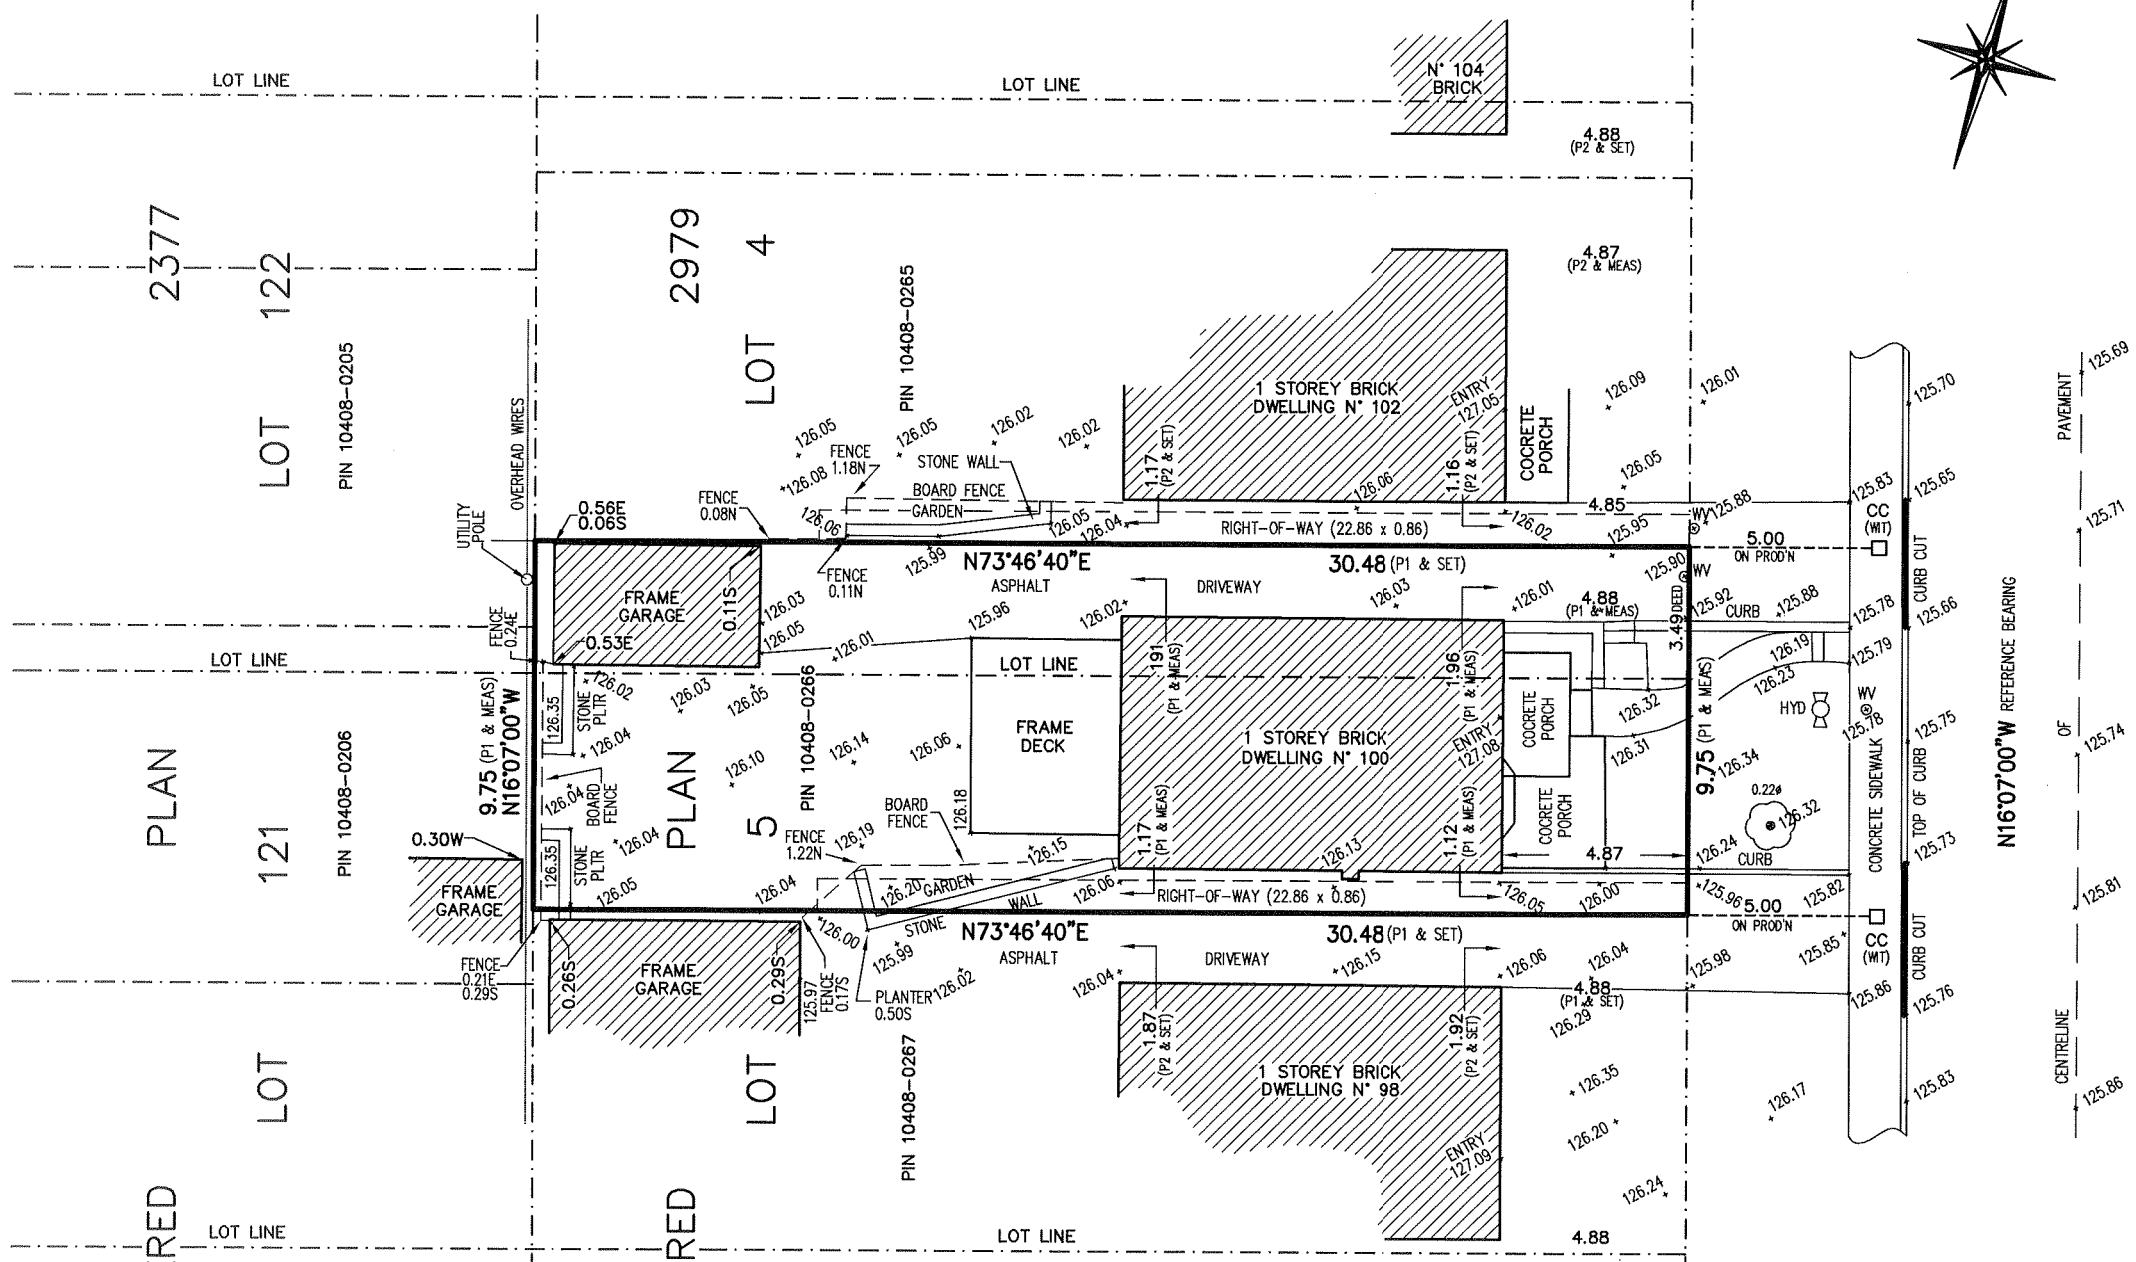 LOT LINE
LOT LINE
N° 104
BRICK
4.88
(P2 & SET)
2377
122
LOT
PIN 10408-0205
2979
LOT 4
PIN 10408-0265
4.87
(P2 & MEAS)
1 STOREY BRICK
DWELLING N° 102
ENTRY
127.05
COCRETE
PORCH
126.09
126.01
126.05
125.70
125.69
PAVEMENT
OVERHEAD WIRES
UTILITY
POLE
0.56E
0.06S
FENCE
0.08N
126.05
126.08
126.06
FENCE
1.18N
126.05
126.02
126.02
STONE WALL
BOARD FENCE
GARDEN
126.05
126.04
1.17
(P2 & SET)
126.06
1.16
(P2 & SET)
126.02
4.85
WV
125.88
125.95
125.83
125.65
CC
(WIT)
125.71
RIGHT-OF-WAY (22.86 x 0.86)
N73°46'40"E
30.48 (P1 & SET)
5.00
ON PROD'N
CURB CUT
125.99
FENCE
0.11N
ASPHALT
DRIVEWAY
125.90
WV
FRAME
GARAGE
0.11S
126.03
126.05
126.01
125.96
126.02
126.03
126.01
4.88
(P1 & MEAS)
3.49 DEED
125.92
CURB
125.88
125.78
125.66
FENCE
0.24E
0.53E
LOT LINE
LOT LINE
1.91
(P1 & MEAS)
1.96
(P1 & MEAS)
126.19
126.23
125.79
9.75 (P1 & MEAS)
N16°07'00"W
126.35
STONE
PLTR
126.02
126.03
126.05
PIN 10408-0266
126.04
126.10
126.14
126.06
FRAME
DECK
126.18
1 STOREY BRICK
DWELLING N° 100
ENTRY
127.08
COCRETE
PORCH
COCRETE
PORCH
126.32
126.31
9.75 (P1 & MEAS)
126.34
HYD
WV
125.78
125.75
OF
125.74
N16°07'00"W REFERENCE BEARING
CONCRETE SIDEWALK
TOP OF CURB
PLAN
121
PIN 10408-0206
PLAN
5
126.04
BOARD
FENCE
126.35
STONE
PLTR
126.04
0.30W
FRAME
GARAGE
FENCE
1.22N
126.19
BOARD
FENCE
126.15
1.17
(P1 & MEAS)
126.13
1.12
(P1 & MEAS)
4.87
0.22ø
126.32
126.24
CURB
125.73
126.05
126.04
126.20
GARDEN
126.06
WALL
STONE
RIGHT-OF-WAY (22.86 x 0.86)
126.05
126.00
125.96
125.82
125.81
5.00
ON PROD'N
CC
(WIT)
CURB CUT
N73°46'40"E
30.48 (P1 & SET)
ASPHALT
DRIVEWAY
FENCE
0.21E
0.29S
0.26S
FRAME
GARAGE
0.29S
125.97
FENCE
0.17S
126.00
125.99
PLANTER
0.50S
126.02
126.04
126.15
126.06
126.04
4.88
(P1 & SET)
125.98
125.85
125.86
125.76
1.87
(P2 & SET)
1.92
(P2 & SET)
126.29
LOT
LOT
PIN 10408-0267
1 STOREY BRICK
DWELLING N° 98
ENTRY
127.09
126.35
126.20
126.24
126.17
125.83
125.86
CENTRELINE
RED
LOT LINE
RED
LOT LINE
4.88